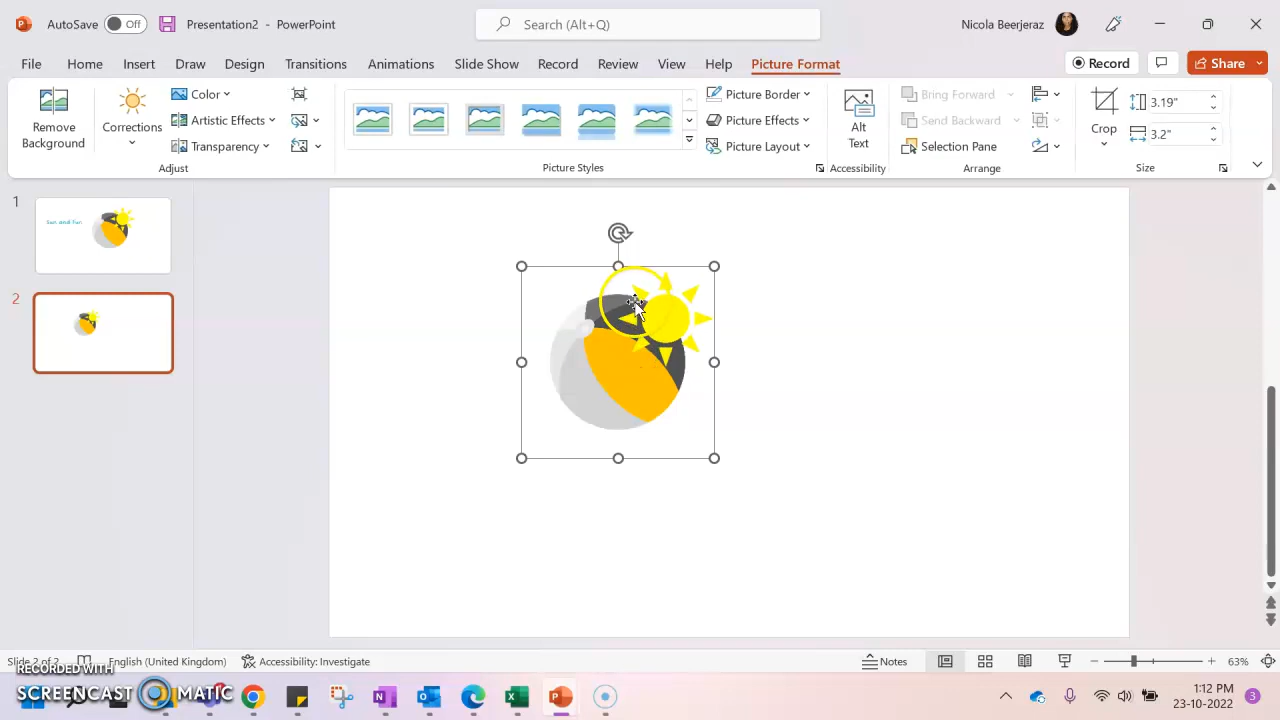 AutoSave Off Presentation2 - PowerPoint Search (Alt+Q) Nicola Beerjeraz
File Home Insert Draw Design Transitions Animations Slide Show Record Review View Help Picture Format Record Share
Remove Background
Corrections
Color
Artistic Effects
Transparency
Adjust
Picture Styles
Picture Border
Picture Effects
Picture Layout
Alt Text
Accessibility
Bring Forward
Send Backward
Selection Pane
Arrange
Crop
3.19"
3.2"
Size
1
Sun and Fun
2
Slide 2 of 2 English (United Kingdom) Accessibility: Investigate Notes 63%
RECORDED WITH
SCREENCAST MATIC
1:12 PM
23-10-2022
3